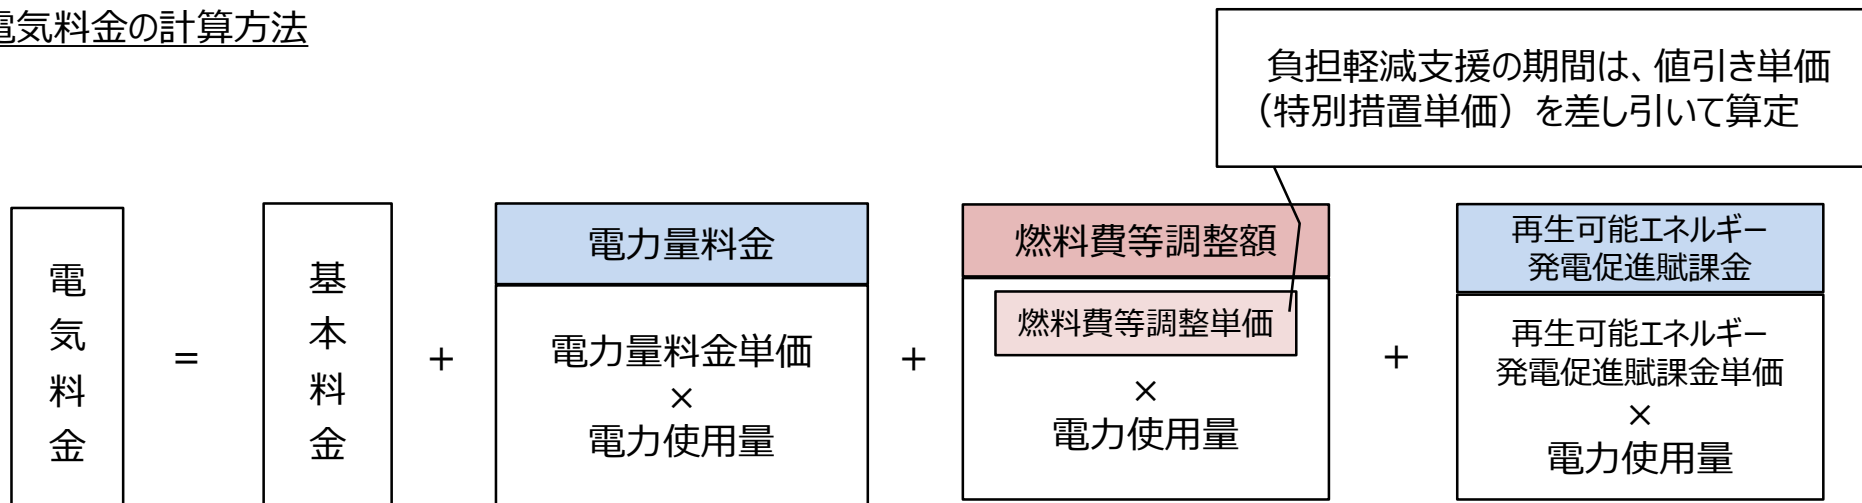 電気料金の計算方法
負担軽減支援の期間は、値引き単価
（特別措置単価）を差し引いて算定
電気料金
=
基本料金
+
電力量料金
電力量料金単価
×
電力使用量
+
燃料費等調整額
燃料費等調整単価
×
電力使用量
+
再生可能エネルギー
発電促進賦課金
再生可能エネルギー
発電促進賦課金単価
×
電力使用量